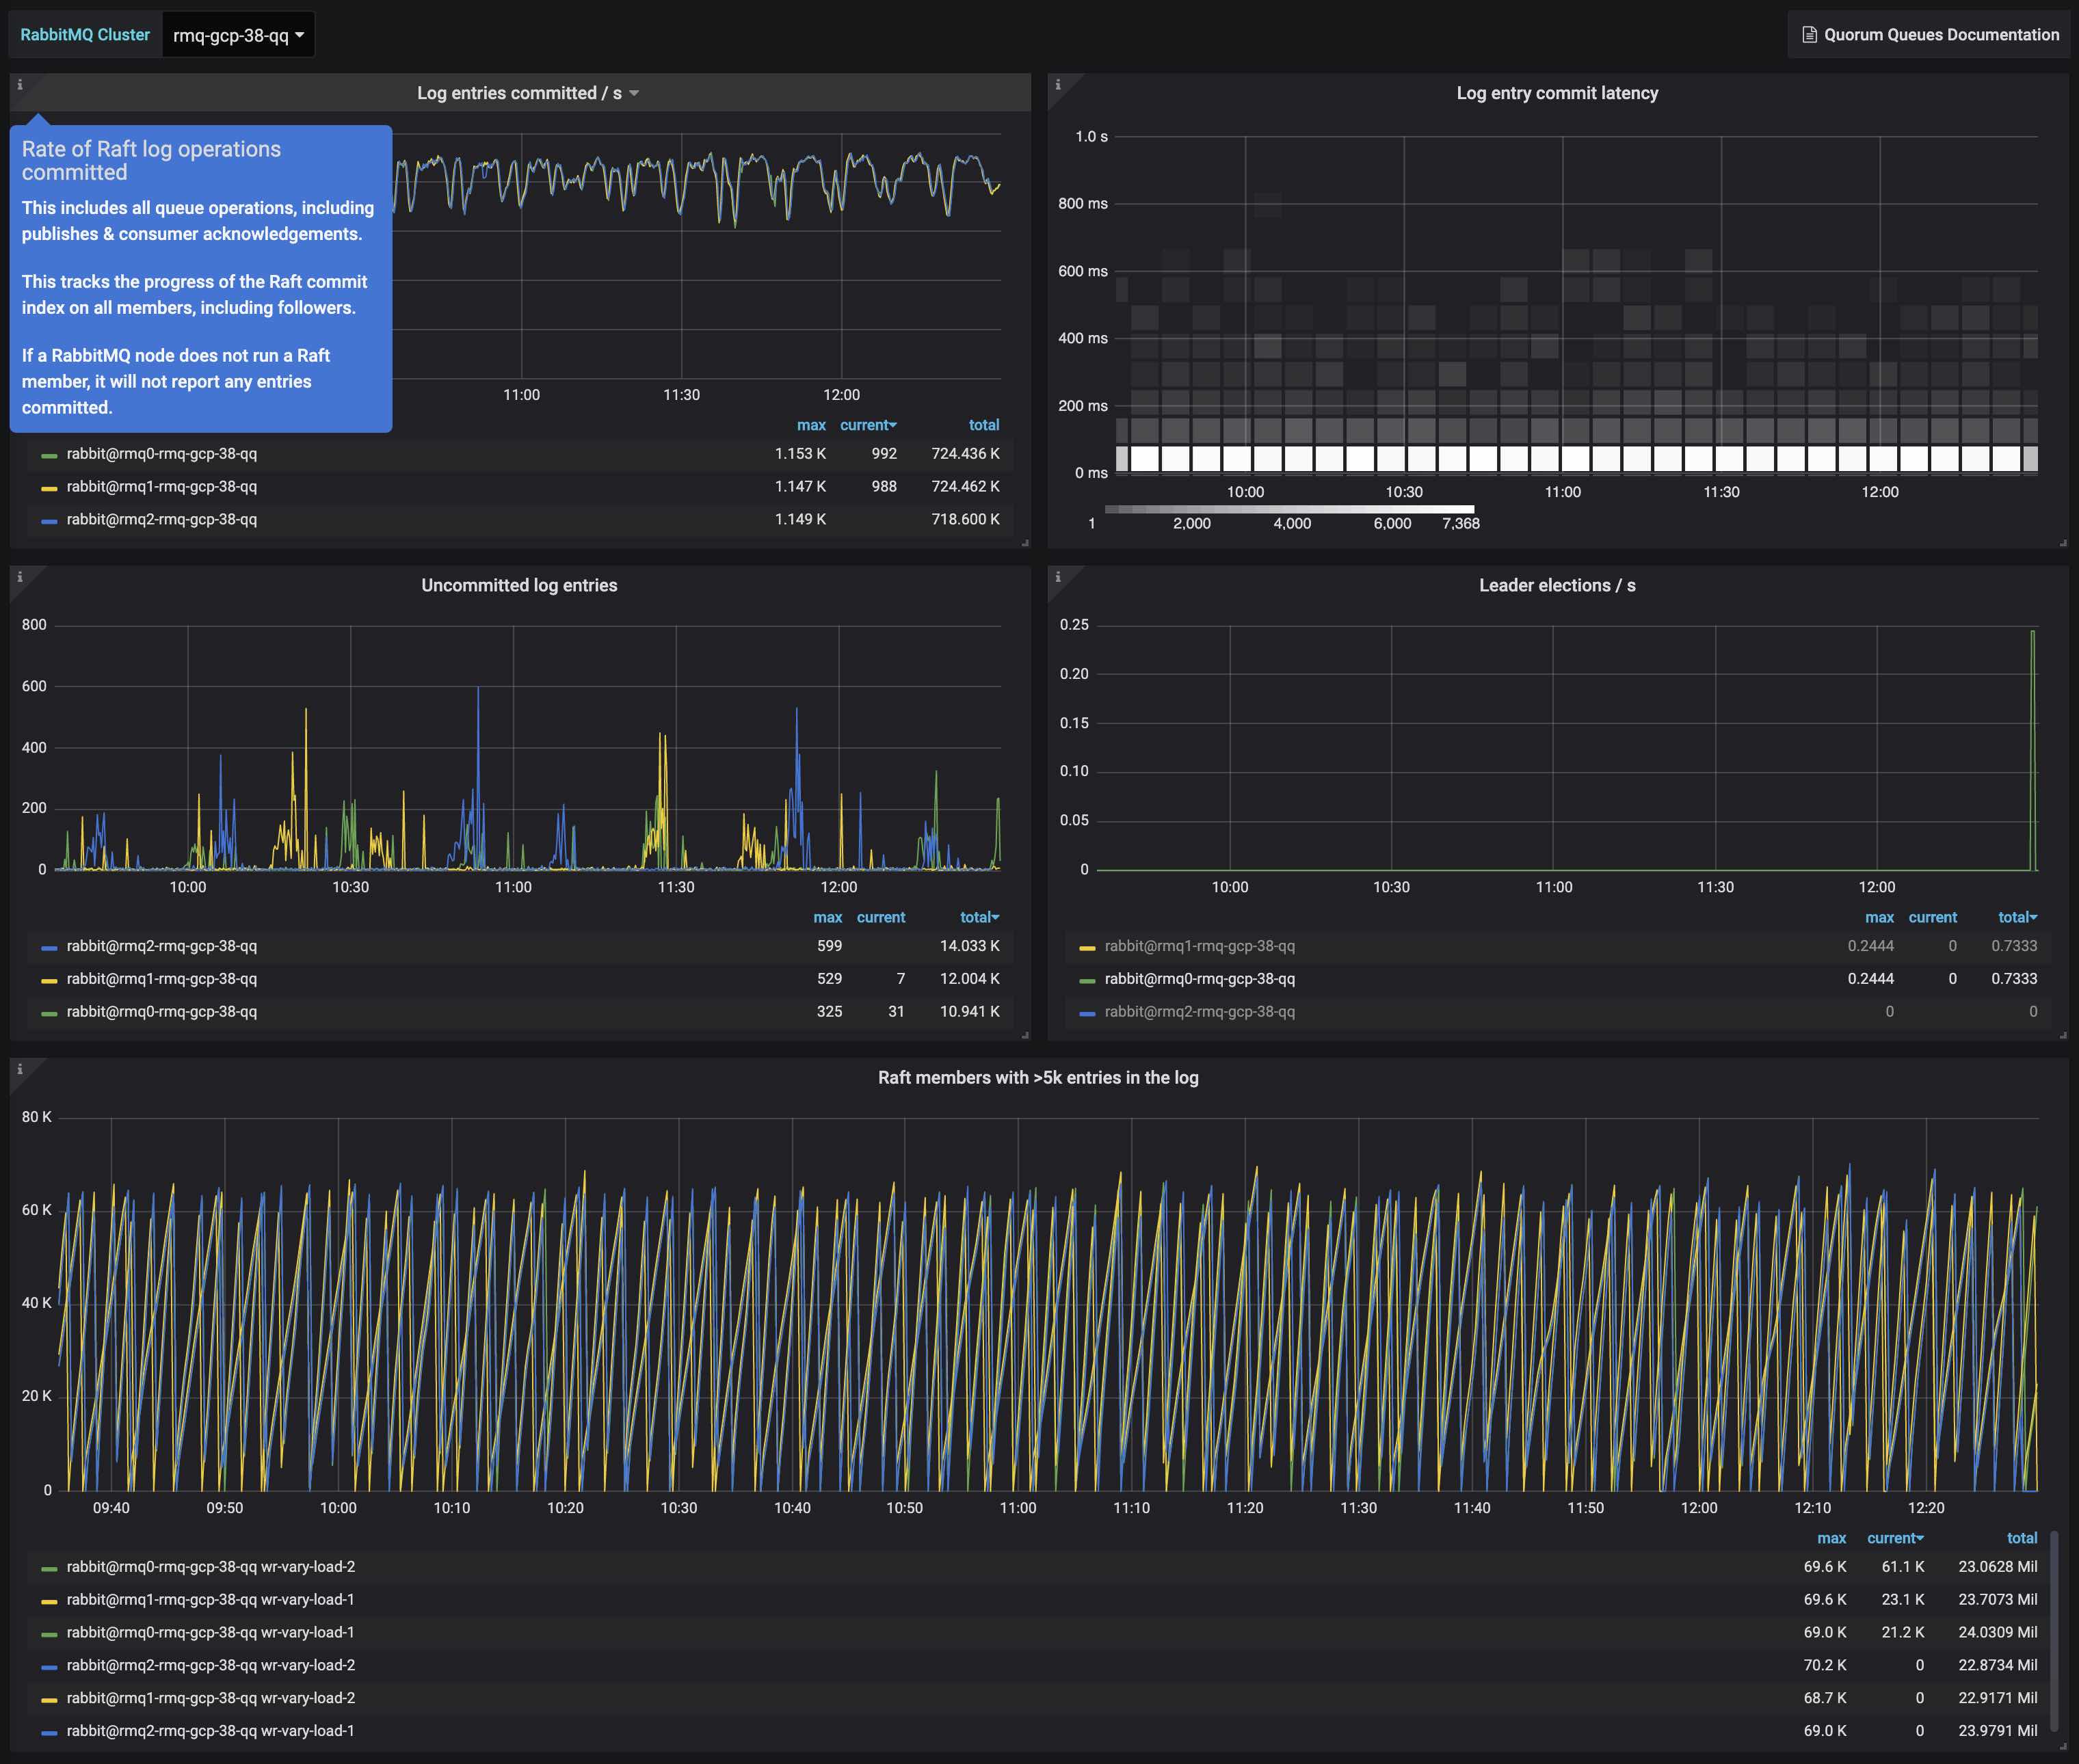 RabbitMQ Cluster
rmq-gcp-38-qq
Quorum Queues Documentation
Log entries committed / s
Rate of Raft log operations
committed
This includes all queue operations, including
publishes & consumer acknowledgements.
This tracks the progress of the Raft commit
index on all members, including followers.
If a RabbitMQ node does not run a Raft
member, it will not report any entries
committed.
11:00 11:30 12:00
max current total
rabbit@rmq0-rmq-gcp-38-qq 1.153 K 992 724.436 K
rabbit@rmq1-rmq-gcp-38-qq 1.147 K 988 724.462 K
rabbit@rmq2-rmq-gcp-38-qq 1.149 K 718.600 K
Log entry commit latency
1.0 s
800 ms
600 ms
400 ms
200 ms
0 ms
10:00 10:30 11:00 11:30 12:00
1 2,000 4,000 6,000 7,368
Uncommitted log entries
800
600
400
200
0
10:00 10:30 11:00 11:30 12:00
max current total
rabbit@rmq2-rmq-gcp-38-qq 599 14.033 K
rabbit@rmq1-rmq-gcp-38-qq 529 7 12.004 K
rabbit@rmq0-rmq-gcp-38-qq 325 31 10.941 K
Leader elections / s
0.25
0.20
0.15
0.10
0.05
0
10:00 10:30 11:00 11:30 12:00
max current total
rabbit@rmq1-rmq-gcp-38-qq 0.2444 0 0.7333
rabbit@rmq0-rmq-gcp-38-qq 0.2444 0 0.7333
rabbit@rmq2-rmq-gcp-38-qq 0 0
Raft members with >5k entries in the log
80 K
60 K
40 K
20 K
0
09:40 09:50 10:00 10:10 10:20 10:30 10:40 10:50 11:00 11:10 11:20 11:30 11:40 11:50 12:00 12:10 12:20
max current total
rabbit@rmq0-rmq-gcp-38-qq wr-vary-load-2 69.6 K 61.1 K 23.0628 Mil
rabbit@rmq1-rmq-gcp-38-qq wr-vary-load-1 69.6 K 23.1 K 23.7073 Mil
rabbit@rmq0-rmq-gcp-38-qq wr-vary-load-1 69.0 K 21.2 K 24.0309 Mil
rabbit@rmq2-rmq-gcp-38-qq wr-vary-load-2 70.2 K 0 22.8734 Mil
rabbit@rmq1-rmq-gcp-38-qq wr-vary-load-2 68.7 K 0 22.9171 Mil
rabbit@rmq2-rmq-gcp-38-qq wr-vary-load-1 69.0 K 0 23.9791 Mil